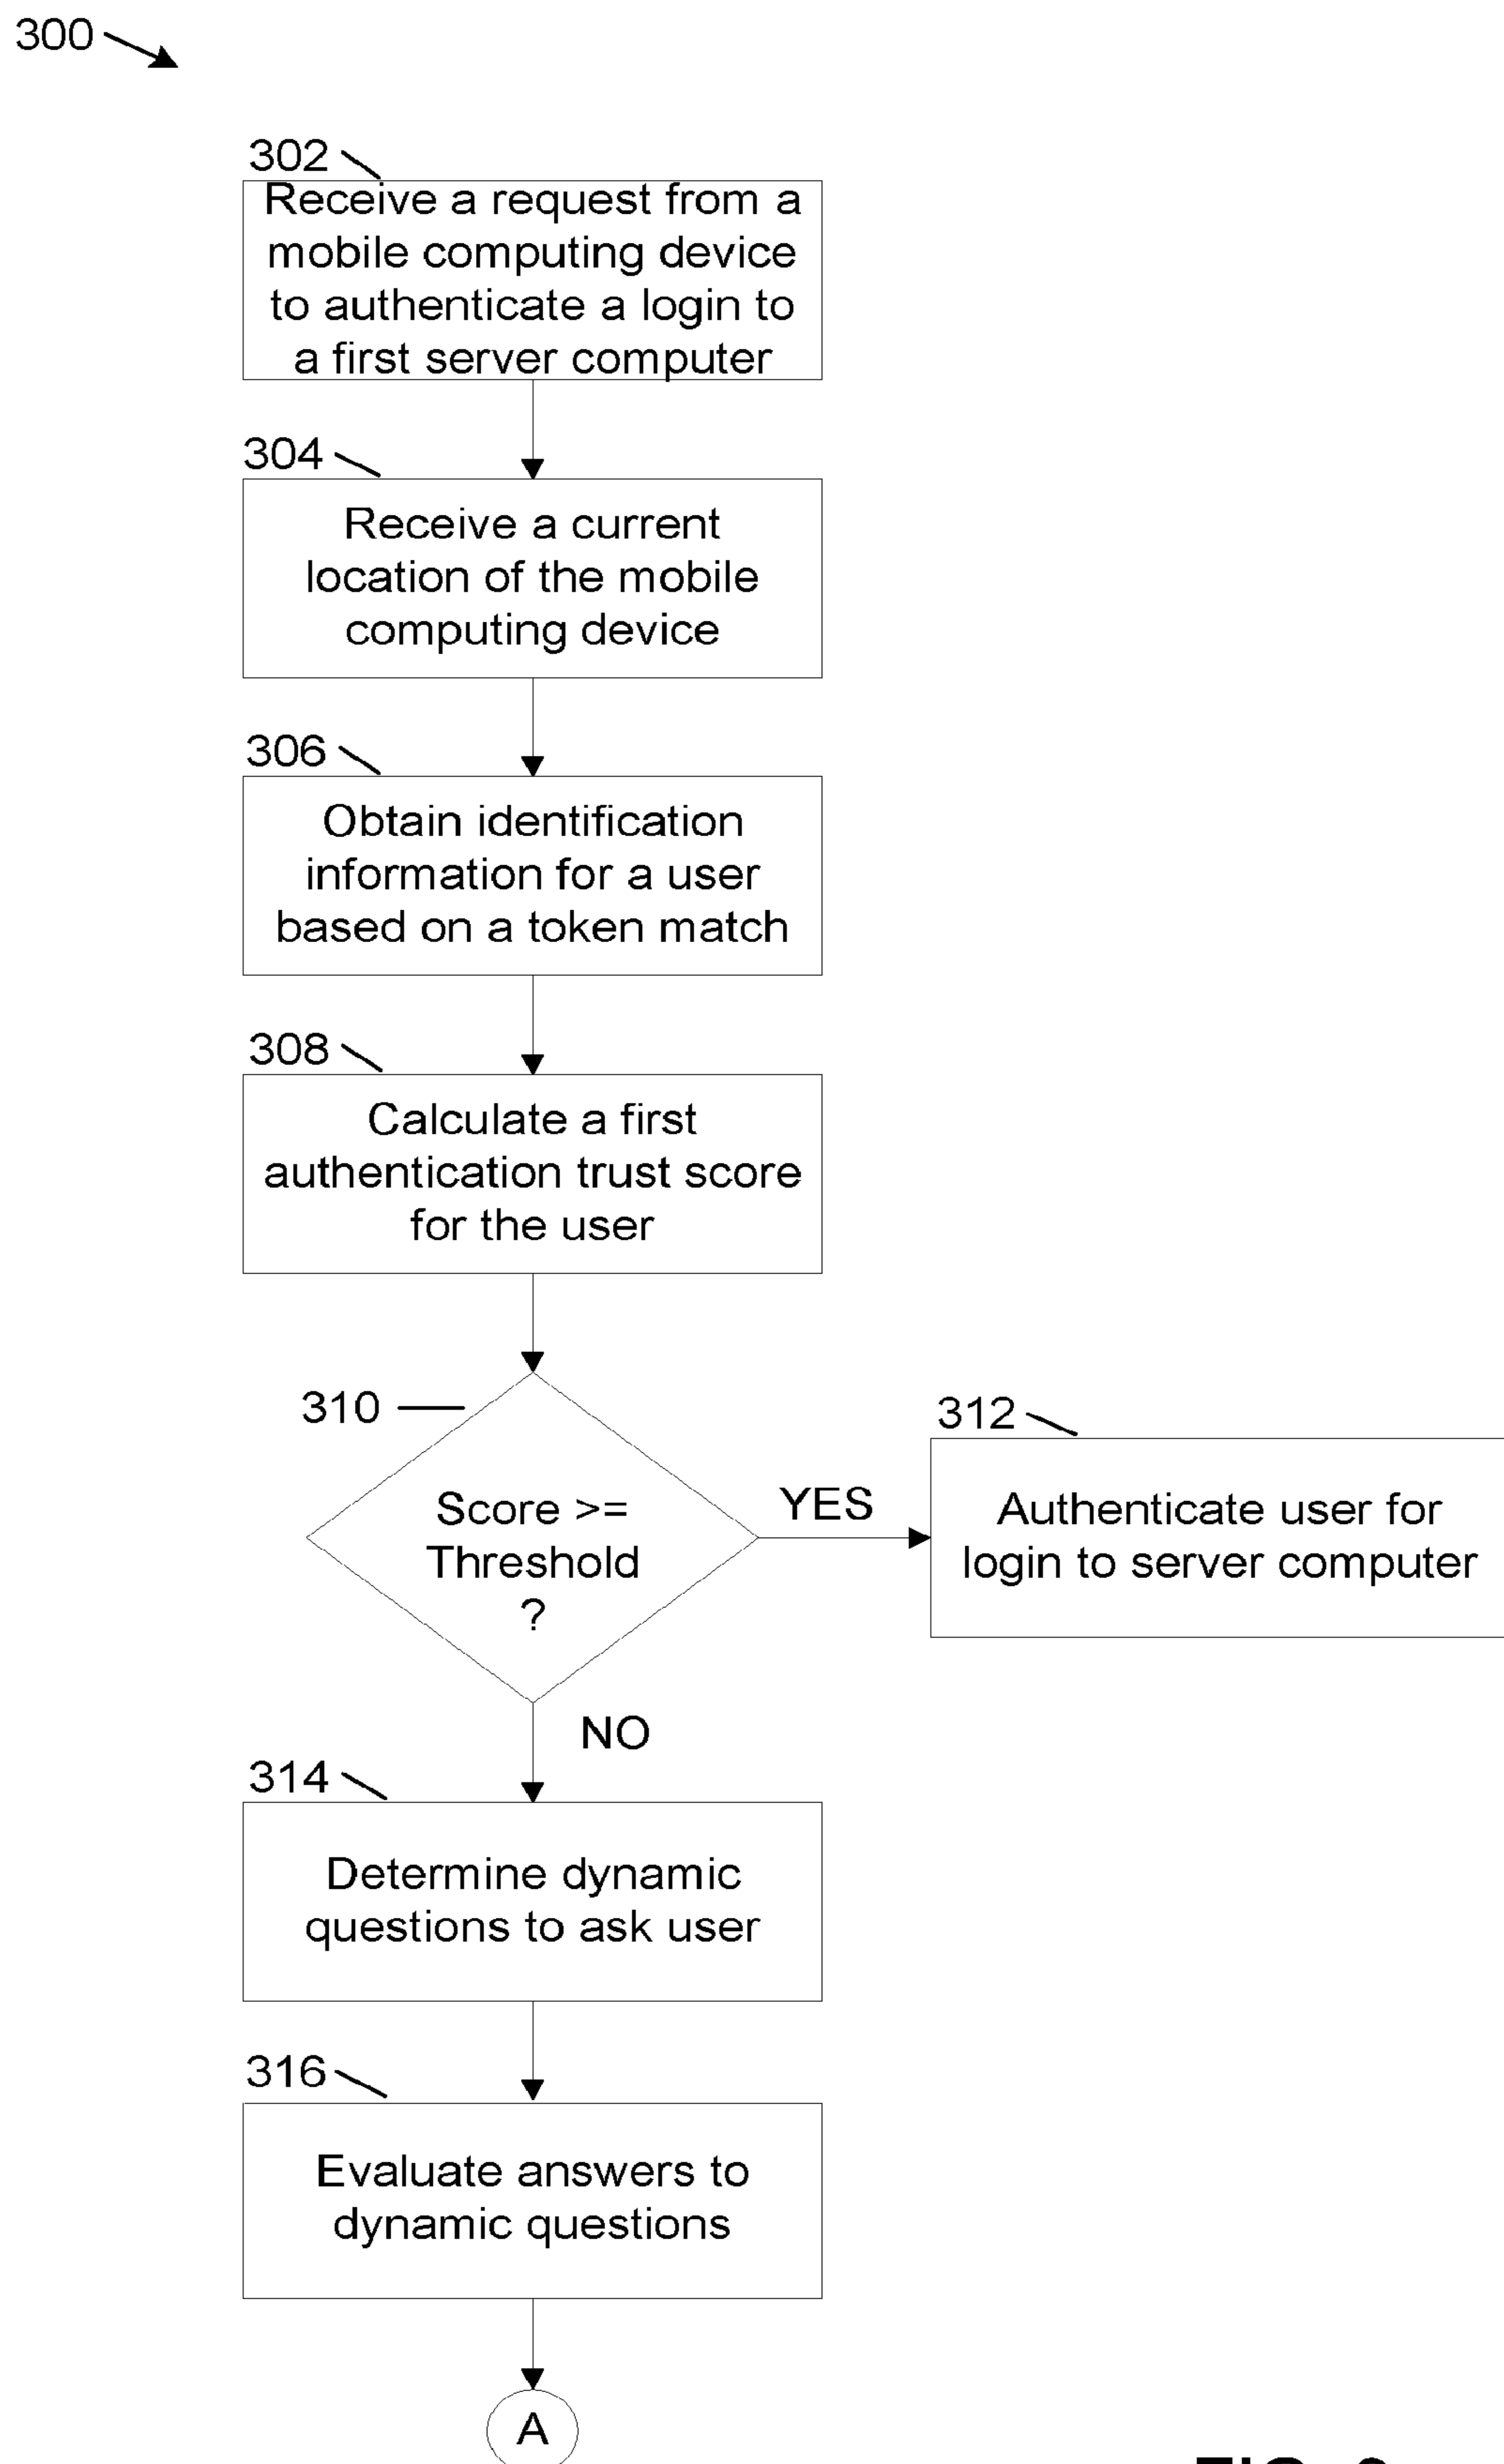 300
302
Receive a request from a
mobile computing device
to authenticate a login to
a first server computer
304
Receive a current
location of the mobile
computing device
306
Obtain identification
information for a user
based on a token match
308
Calculate a first
authentication trust score
for the user
310
Score >=
Threshold
?
YES
312
Authenticate user for
login to server computer
NO
314
Determine dynamic
questions to ask user
316
Evaluate answers to
dynamic questions
A